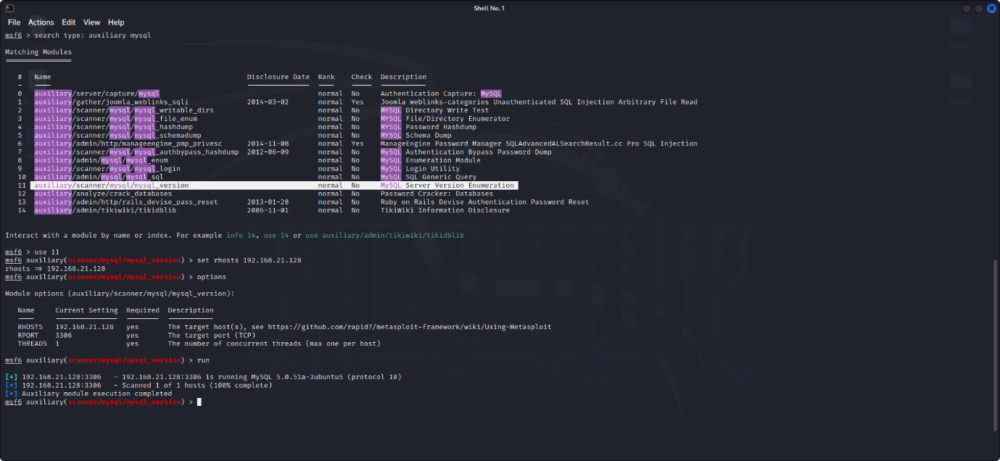 Shell No. 1
File Actions Edit View Help
msf6 > search type: auxiliary mysql
Matching Modules
================
# Name Disclosure Date Rank Check Description
- ---- --------------- ---- ----- -----------
0 auxiliary/server/capture/mysql normal No Authentication Capture: MySQL
1 auxiliary/gather/joomla_weblinks_sqli 2014-03-02 normal Yes Joomla weblinks-categories Unauthenticated SQL Injection Arbitrary File Read
2 auxiliary/scanner/mysql/mysql_writable_dirs normal No MYSQL Directory Write Test
3 auxiliary/scanner/mysql/mysql_file_enum normal No MYSQL File/Directory Enumerator
4 auxiliary/scanner/mysql/mysql_hashdump normal No MYSQL Password Hashdump
5 auxiliary/scanner/mysql/mysql_schemadump normal No MYSQL Schema Dump
6 auxiliary/admin/http/manageengine_pmp_privesc 2014-11-08 normal Yes ManageEngine Password Manager SQLAdvancedALSearchResult.cc Pro SQL Injection
7 auxiliary/scanner/mysql/mysql_authbypass_hashdump 2012-06-09 normal No MySQL Authentication Bypass Password Dump
8 auxiliary/admin/mysql/mysql_enum normal No MySQL Enumeration Module
9 auxiliary/scanner/mysql/mysql_login normal No MySQL Login Utility
10 auxiliary/admin/mysql/mysql_sql normal No MySQL SQL Generic Query
11 auxiliary/scanner/mysql/mysql_version normal No MySQL Server Version Enumeration
12 auxiliary/analyze/crack_databases normal No Password Cracker: Databases
13 auxiliary/admin/http/rails_devise_pass_reset 2013-01-28 normal No Ruby on Rails Devise Authentication Password Reset
14 auxiliary/admin/tikiwiki/tikidblib 2006-11-01 normal No TikiWiki Information Disclosure
Interact with a module by name or index. For example info 14, use 14 or use auxiliary/admin/tikiwiki/tikidblib
msf6 > use 11
msf6 auxiliary(scanner/mysql/mysql_version) > set rhosts 192.168.21.128
rhosts => 192.168.21.128
msf6 auxiliary(scanner/mysql/mysql_version) > options
Module options (auxiliary/scanner/mysql/mysql_version):
Name Current Setting Required Description
---- --------------- -------- -----------
RHOSTS 192.168.21.128 yes The target host(s), see https://github.com/rapid7/metasploit-framework/wiki/Using-Metasploit
RPORT 3306 yes The target port (TCP)
THREADS 1 yes The number of concurrent threads (max one per host)
msf6 auxiliary(scanner/mysql/mysql_version) > run
[+] 192.168.21.128:3306 - 192.168.21.128:3306 is running MySQL 5.0.51a-3ubuntu5 (protocol 10)
[*] 192.168.21.128:3306 - Scanned 1 of 1 hosts (100% complete)
[*] Auxiliary module execution completed
msf6 auxiliary(scanner/mysql/mysql_version) >